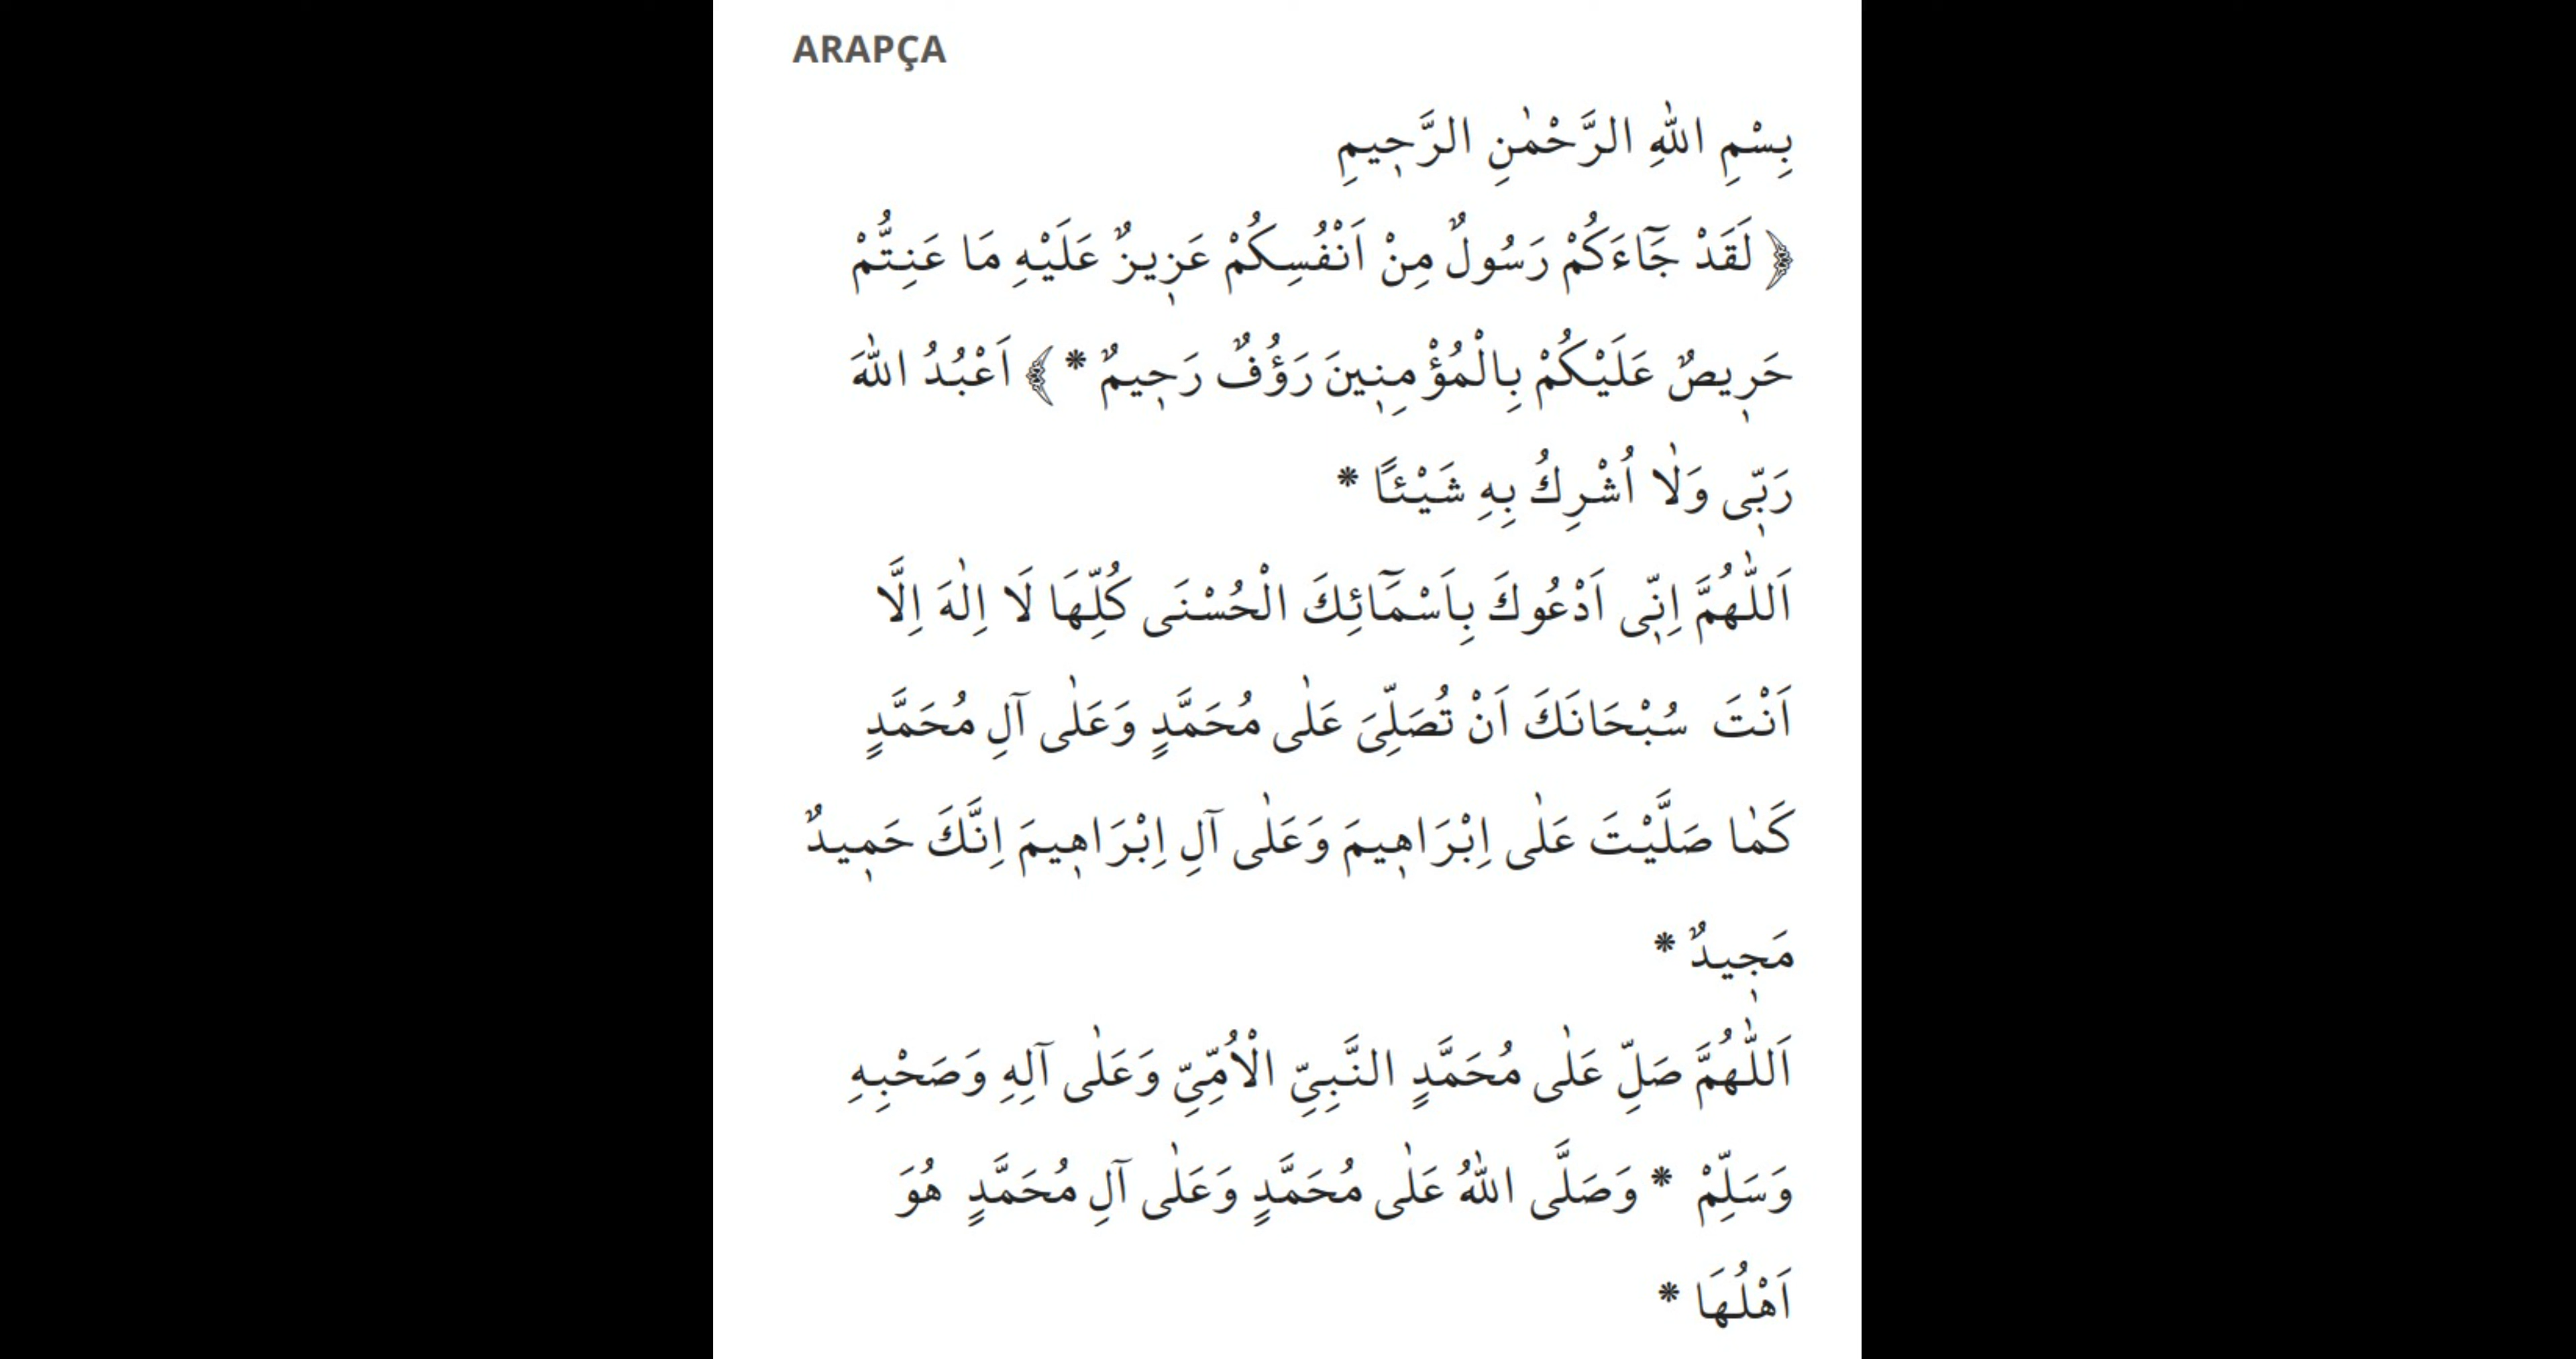 ARAPÇA
بِسْمِ اللّٰهِ الرَّحْمٰنِ الرَّح۪يمِ
﴿ لَقَدْ جَٓاءَكُمْ رَسُولٌ مِنْ اَنْفُسِكُمْ عَز۪يزٌ عَلَيْهِ مَا عَنِتُّمْ
حَر۪يصٌ عَلَيْكُمْ بِالْمُؤْمِن۪ينَ رَؤُفٌ رَح۪يمٌ * ﴾ اَعْبُدُ اللّٰهَ
رَبّ۪ى وَلٰا اُشْرِكُ بِهِ شَيْئًا *
اَللّٰهُمَّ اِنّ۪ى اَدْعُوكَ بِاَسْمَٓائِكَ الْحُسْنَى كُلِّهَا لَا اِلٰهَ اِلَّا
اَنْتَ سُبْحَانَكَ اَنْ تُصَلِّىَ عَلٰى مُحَمَّدٍ وَعَلٰى آلِ مُحَمَّدٍ
كَمٰا صَلَّيْتَ عَلٰى اِبْرَاه۪يمَ وَعَلٰى آلِ اِبْرَاه۪يمَ اِنَّكَ حَم۪يدٌ
مَج۪يدٌ *
اَللّٰهُمَّ صَلِّ عَلٰى مُحَمَّدٍ النَّبِىِّ الْاُمِّىِّ وَعَلٰى آلِهِ وَصَحْبِهِ
وَسَلِّمْ * وَصَلَّى اللّٰهُ عَلٰى مُحَمَّدٍ وَعَلٰى آلِ مُحَمَّدٍ هُوَ
اَهْلُهَا *